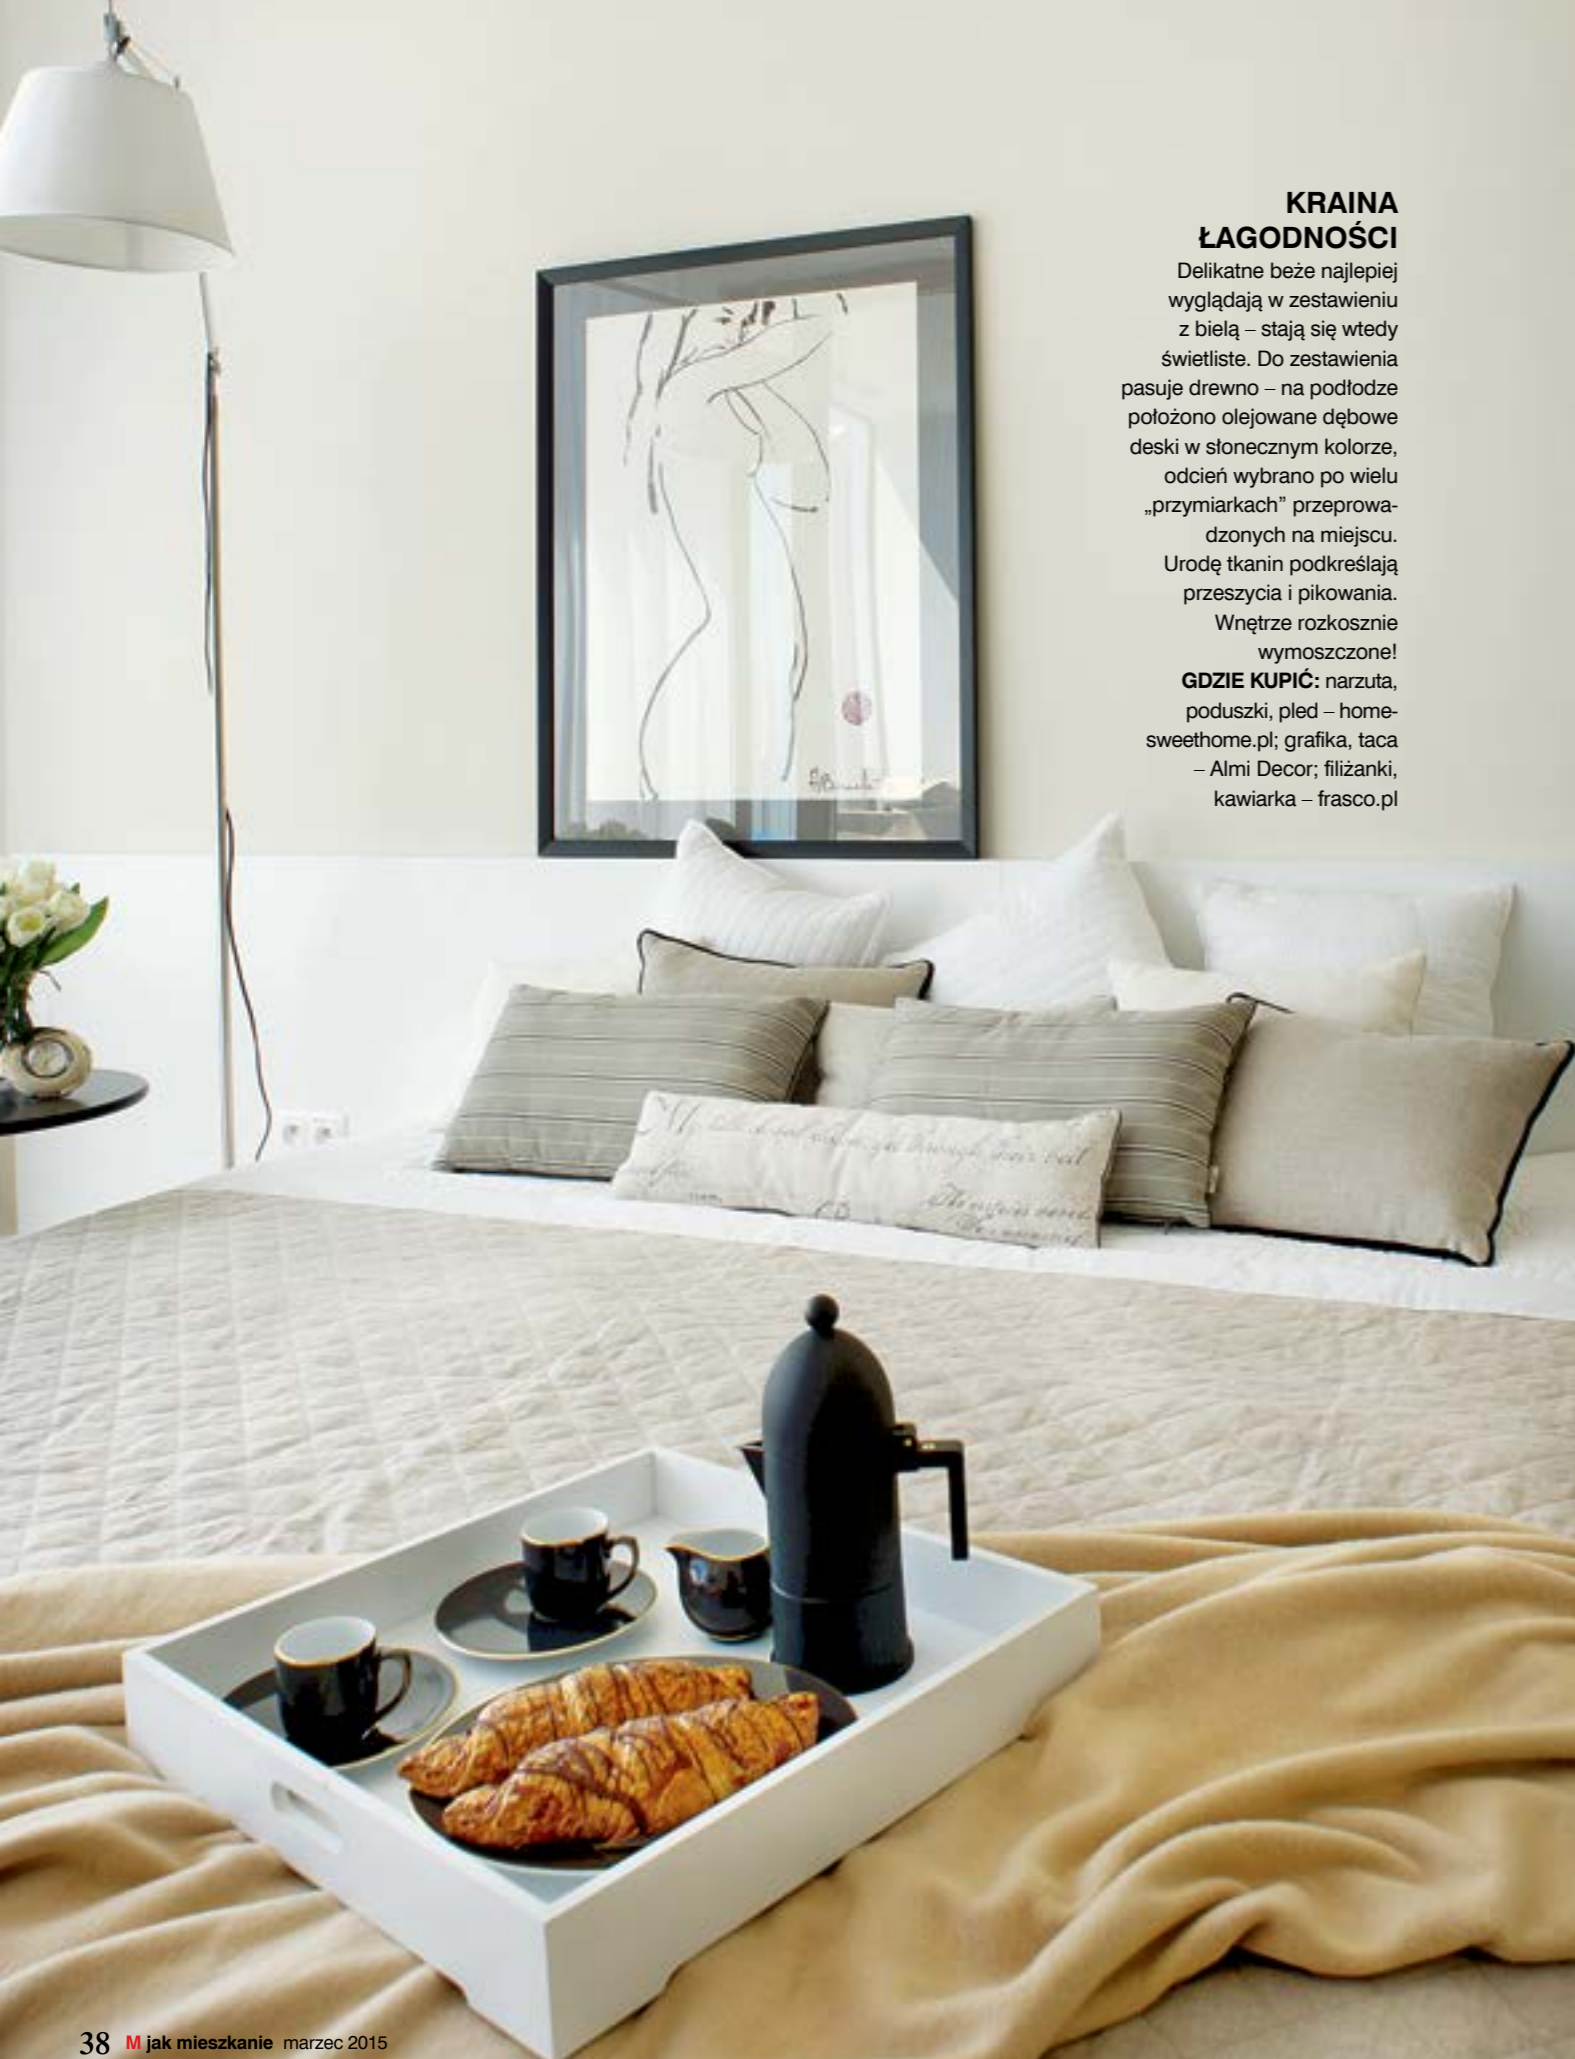 KRAINA
ŁAGODNOŚCI
Delikatne beże najlepiej
wyglądają w zestawieniu
z bielą – stają się wtedy
świetliste. Do zestawienia
pasuje drewno – na podłodze
położono olejowane dębowe
deski w słonecznym kolorze,
odcień wybrano po wielu
„przymiarkach” przeprowa-
dzonych na miejscu.
Urodę tkanin podkreślają
przeszycia i pikowania.
Wnętrze rozkosznie
wymoszczone!
GDZIE KUPIĆ: narzuta,
poduszki, pled – home-
sweethome.pl; grafika, taca
– Almi Decor; filiżanki,
kawiarka – frasco.pl
38 M jak mieszkanie marzec 2015